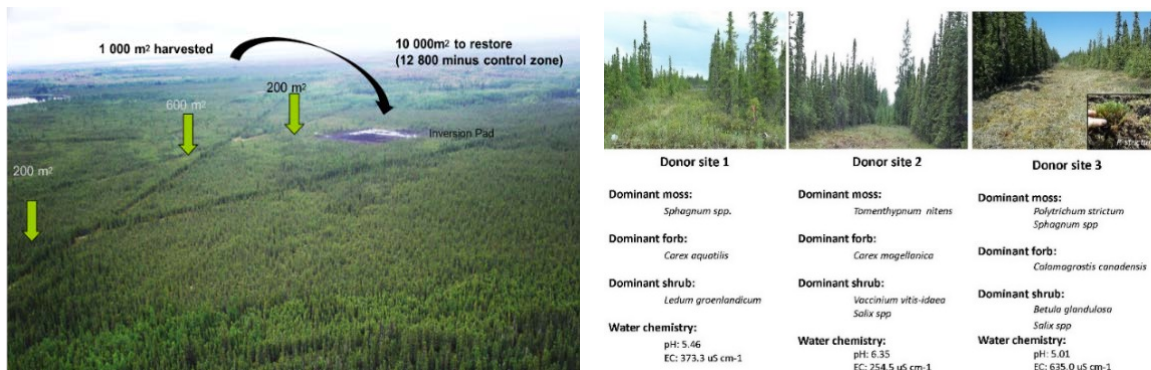 1 000 m² harvested
10 000m² to restore
(12 800 minus control zone)
200 m²
600 m²
Inversion Pad
200 m²
P. strictum
Donor site 1
Dominant moss:
Sphagnum spp.
Dominant forb:
Carex aquatilis
Dominant shrub:
Ledum groenlandicum
Water chemistry:
pH: 5.46
EC: 373.3 uS cm-1
Donor site 2
Dominant moss:
Tomenthypnum nitens
Dominant forb:
Carex magellanica
Dominant shrub:
Vaccinium vitis-idaea
Salix spp
Water chemistry:
pH: 6.35
EC: 254.5 uS cm-1
Donor site 3
Dominant moss:
Polytrichum strictum
Sphagnum spp
Dominant forb:
Calamagrostis canadensis
Dominant shrub:
Betula glandulosa
Salix spp
Water chemistry:
pH: 5.01
EC: 635.0 uS cm-1